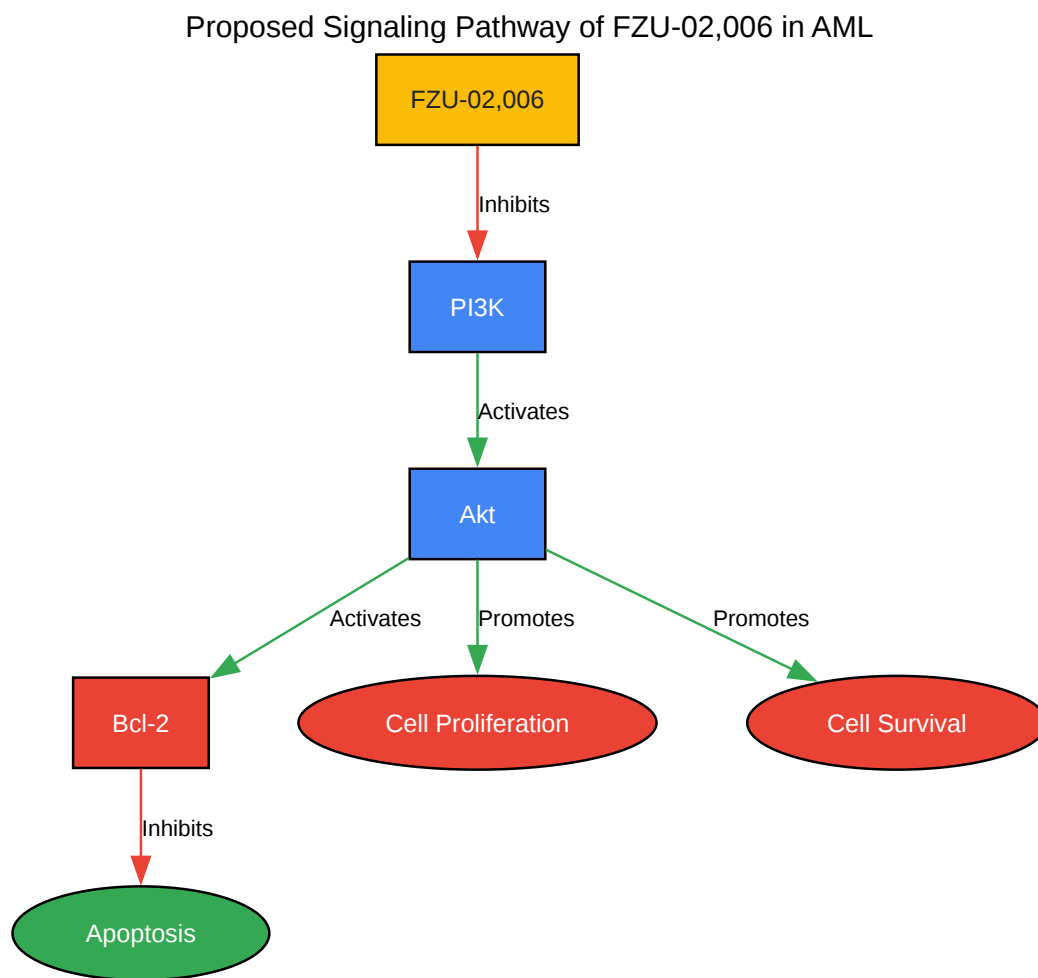 Proposed Signaling Pathway of FZU-02,006 in AML
FZU-02,006
Inhibits
PI3K
Activates
Akt
Activates
Promotes
Promotes
Bcl-2
Cell Proliferation
Cell Survival
Inhibits
Apoptosis